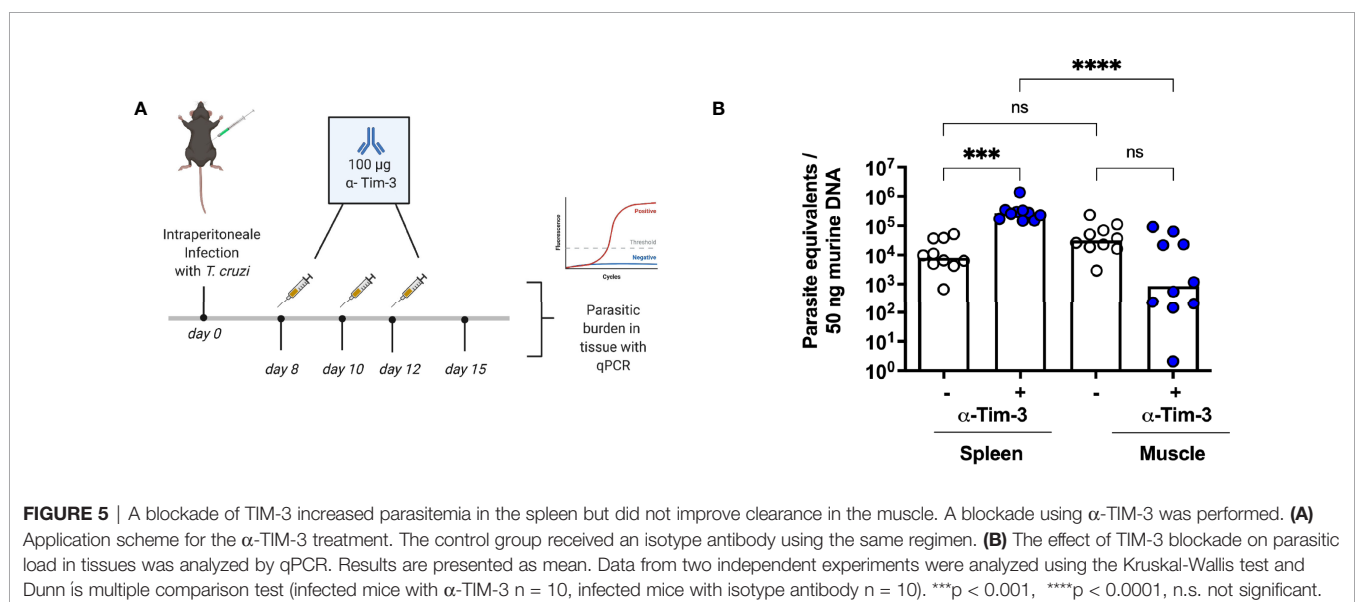 A
100 µg
α- Tim-3
Intraperitoneale
Infection
with T. cruzi
day 0
day 8
day 10
day 12
day 15
Fluorescence
Positive
Threshold
Negative
Cycles
Parasitic
burden in
tissue with
qPCR
B
****
ns
***
ns
Parasite equivalents /
50 ng murine DNA
10⁷
10⁶
10⁵
10⁴
10³
10²
10¹
10⁰
- + - +
α-Tim-3 α-Tim-3
Spleen Muscle
FIGURE 5 | A blockade of TIM-3 increased parasitemia in the spleen but did not improve clearance in the muscle. A blockade using α-TIM-3 was performed. (A)
Application scheme for the α-TIM-3 treatment. The control group received an isotype antibody using the same regimen. (B) The effect of TIM-3 blockade on parasitic
load in tissues was analyzed by qPCR. Results are presented as mean. Data from two independent experiments were analyzed using the Kruskal-Wallis test and
Dunn ́s multiple comparison test (infected mice with α-TIM-3 n = 10, infected mice with isotype antibody n = 10). ***p < 0.001, ****p < 0.0001, n.s. not significant.